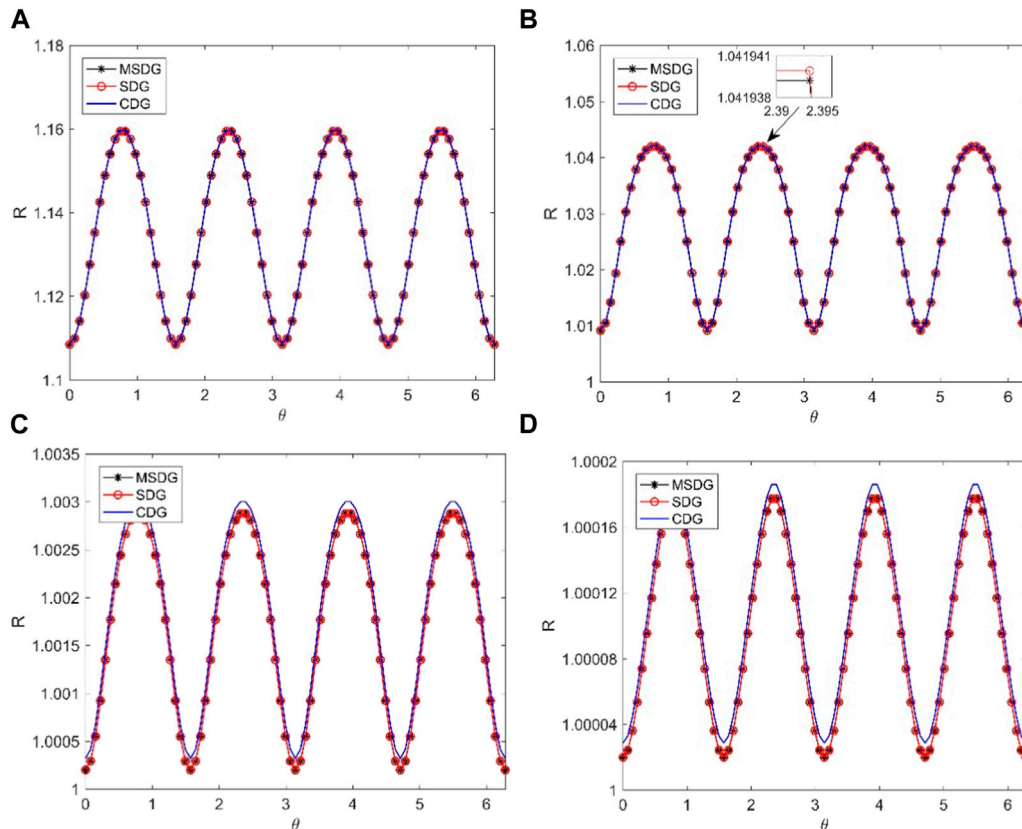 A
1.18
1.16
1.14
1.12
1.1
R
MSDG
SDG
CDG
0 1 2 3 4 5 6
θ
B
1.06
1.05
1.04
1.03
1.02
1.01
1
R
MSDG
SDG
CDG
1.041941
1.041938
2.39 2.395
0 1 2 3 4 5 6
θ
C
1.0035
1.003
1.0025
1.002
1.0015
1.001
1.0005
1
R
MSDG
SDG
CDG
0 1 2 3 4 5 6
θ
D
1.0002
1.00016
1.00012
1.00008
1.00004
1
R
MSDG
SDG
CDG
0 1 2 3 4 5 6
θ